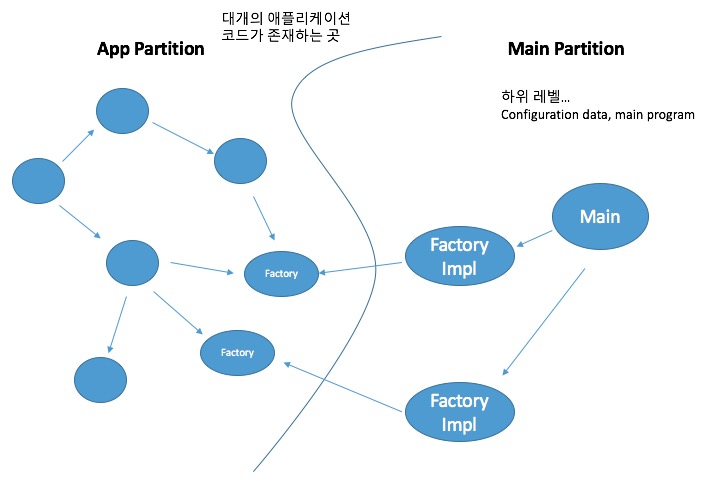 대개의 애플리케이션
코드가 존재하는 곳
App Partition
Main Partition
하위 레벨...
Configuration data, main program
Main
Factory
Impl
Factory
Factory
Factory
Impl